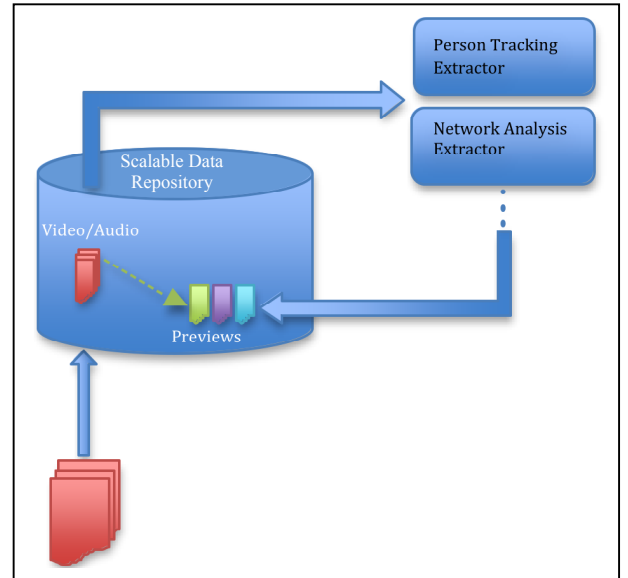 Person Tracking
Extractor
Network Analysis
Extractor
Scalable Data
Repository
Video/Audio
Previews